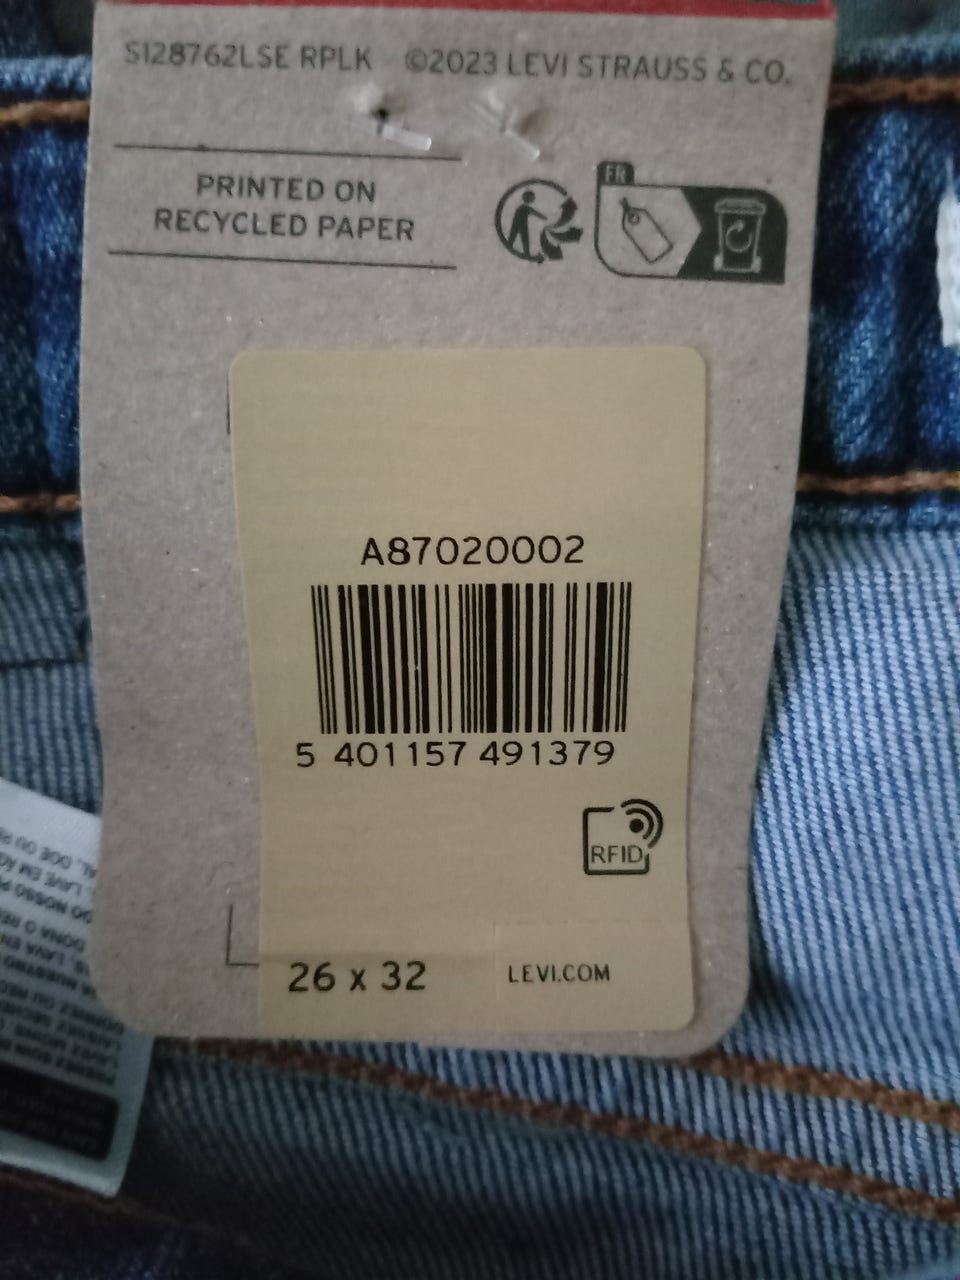 S128762LSE RPLK ©2023 LEVI STRAUSS & CO.
PRINTED ON
RECYCLED PAPER
FR
A87020002
5 401157 491379
RFID
26 x 32
LEVI.COM